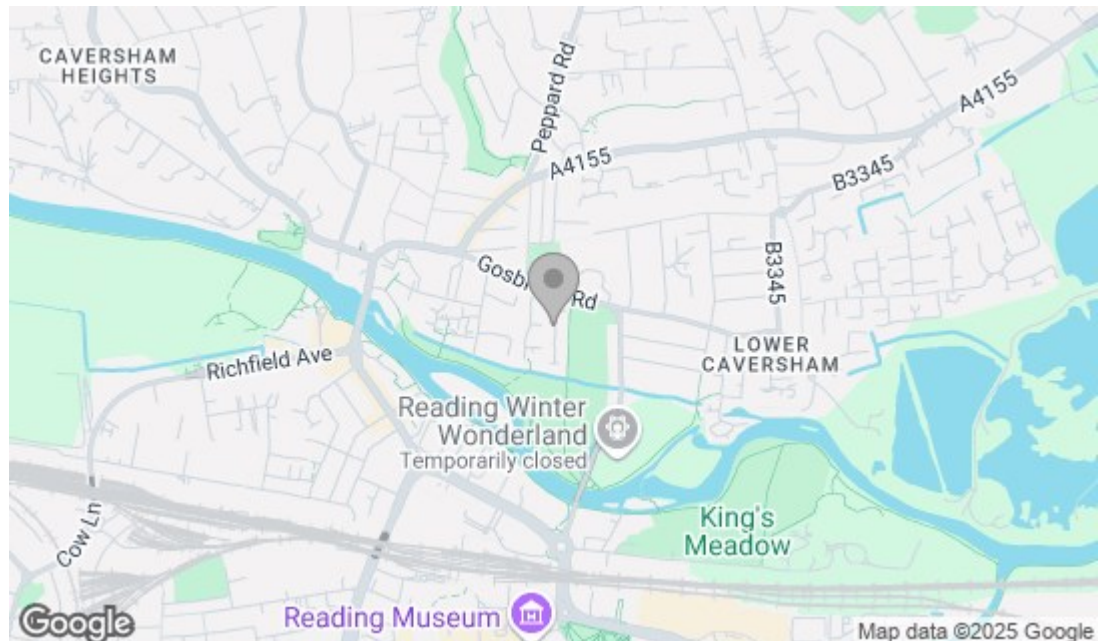 CAVERSHAM
HEIGHTS
Peppard Rd
A4155
A4155
B3345
B3345
Gosb
Rd
LOWER
CAVERSHAM
Richfield Ave
Reading Winter
Wonderland
Temporarily closed
King's
Meadow
Cow Ln
Reading Museum
Google
Map data ©2025 Google